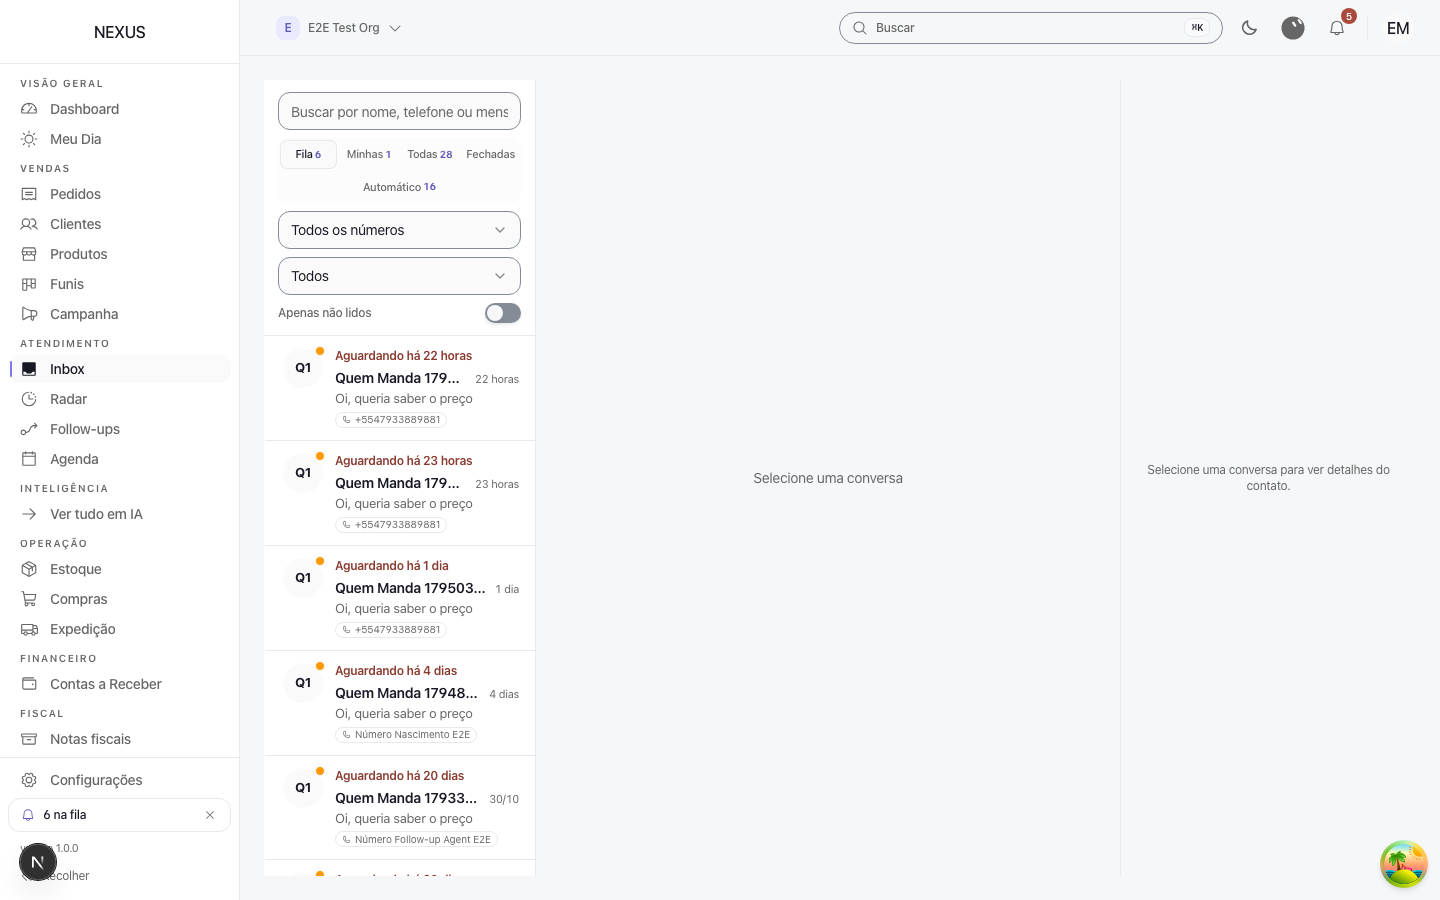 NEXUS
E E2E Test Org
Buscar ⌘K
5
EM
VISÃO GERAL
Dashboard
Meu Dia
VENDAS
Pedidos
Clientes
Produtos
Funis
Campanha
ATENDIMENTO
Inbox
Radar
Follow-ups
Agenda
INTELIGÊNCIA
Ver tudo em IA
OPERAÇÃO
Estoque
Compras
Expedição
FINANCEIRO
Contas a Receber
FISCAL
Notas fiscais
Configurações
6 na fila
1.0.0
N
Buscar por nome, telefone ou mens
Fila 6 Minhas 1 Todas 28 Fechadas
Automático 16
Todos os números
Todos
Apenas não lidos
Q1
Aguardando há 22 horas
Quem Manda 179... 22 horas
Oi, queria saber o preço
+5547933889881
Q1
Aguardando há 23 horas
Quem Manda 179... 23 horas
Oi, queria saber o preço
+5547933889881
Q1
Aguardando há 1 dia
Quem Manda 179503... 1 dia
Oi, queria saber o preço
+5547933889881
Q1
Aguardando há 4 dias
Quem Manda 17948... 4 dias
Oi, queria saber o preço
Número Nascimento E2E
Q1
Aguardando há 20 dias
Quem Manda 17933... 30/10
Oi, queria saber o preço
Número Follow-up Agent E2E
Selecione uma conversa
Selecione uma conversa para ver detalhes do
contato.